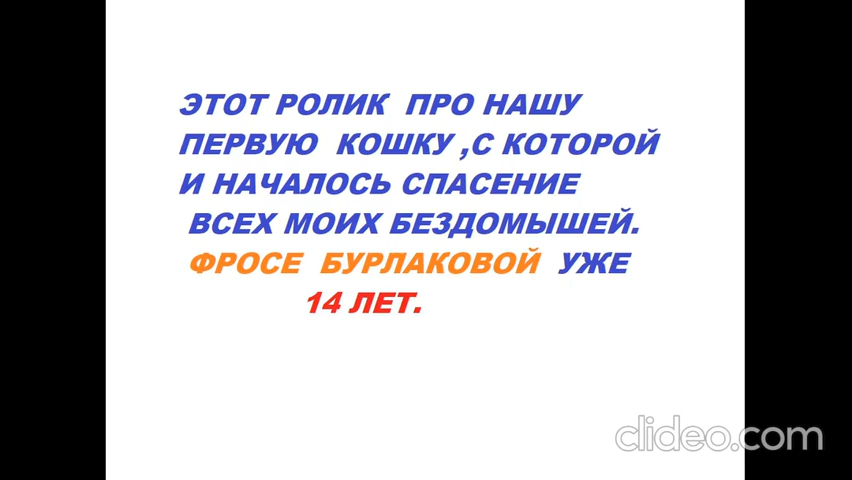 ЭТОТ РОЛИК ПРО НАШУ
ПЕРВУЮ КОШКУ ,С КОТОРОЙ
И НАЧАЛОСЬ СПАСЕНИЕ
ВСЕХ МОИХ БЕЗДОМЫШЕЙ.
ФРОСЕ БУРЛАКОВОЙ УЖЕ
14 ЛЕТ.
clideo.com